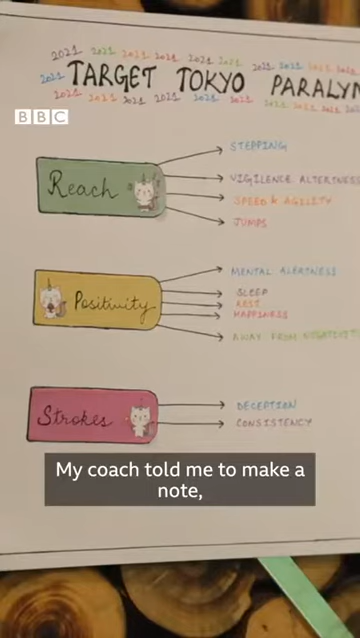 2021 2021 2021 2021 2021 2021 2021 2021 2021
2021 TARGET TOKYO PARALYM
2021 2021 2021 2021 2021 2021 2021 2021 2021
BBC
STEPPING
Reach
VIGILENCE ALTERTNESS
SPEED & AGILITY
JUMPS
MENTAL ALERTNESS
SLEEP
Positivity
REST
HAPPINESS
AWAY FROM NEGATIVITY
Strokes
DECEPTION
CONSISTENCY
My coach told me to make a
note,